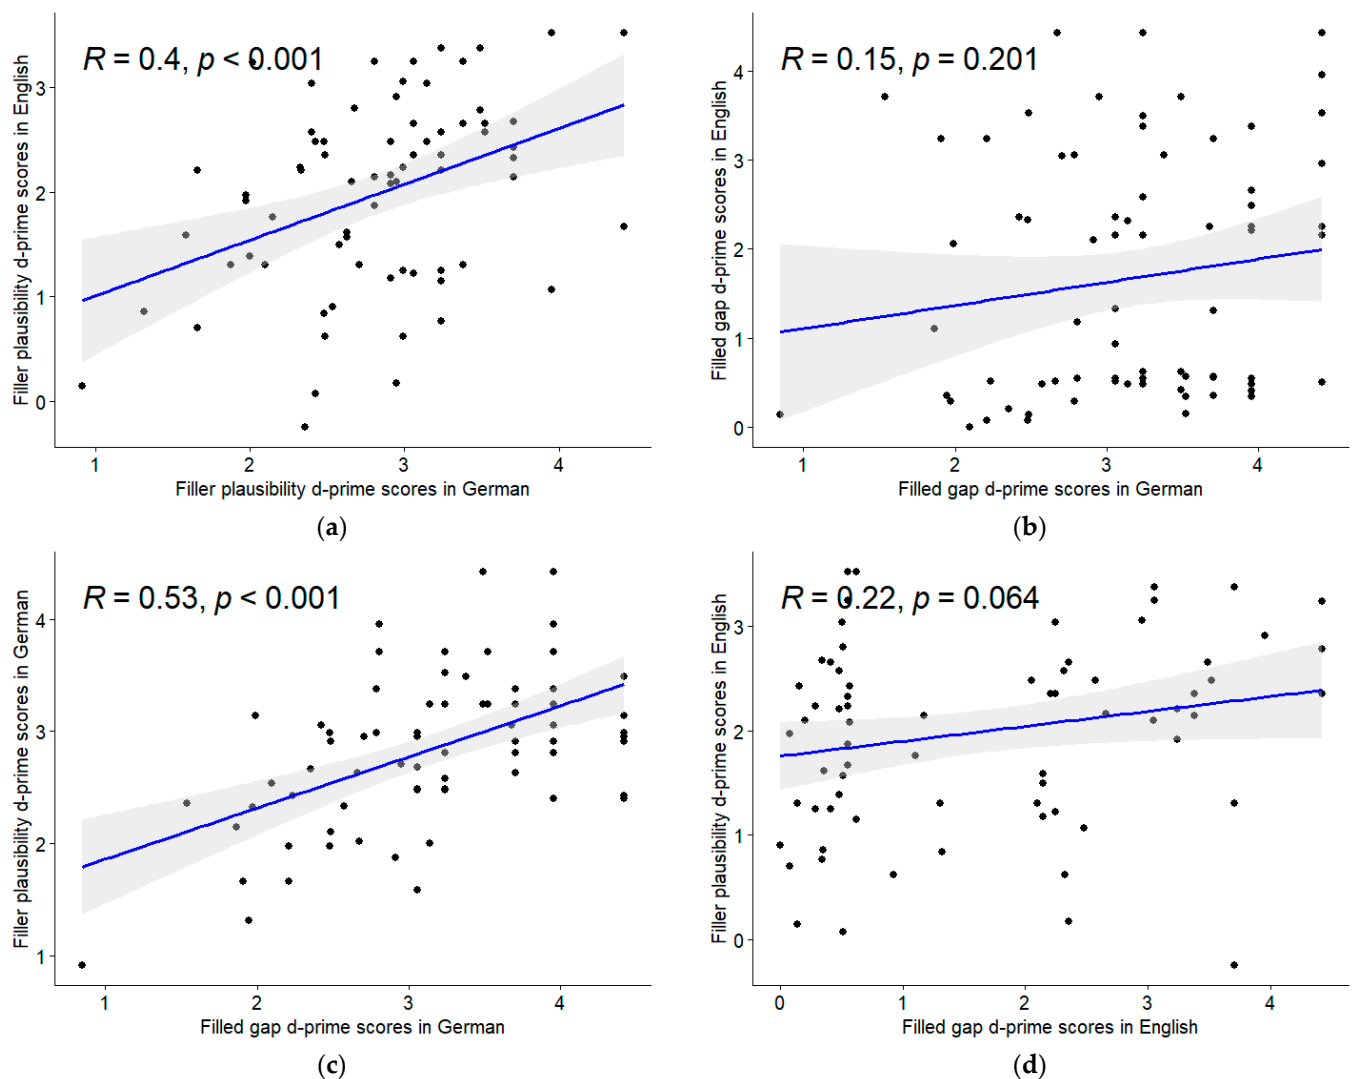 R = 0.4, p < 0.001
Filler plausibility d-prime scores in English
3
2
1
0
1 2 3 4
Filler plausibility d-prime scores in German
(a)
R = 0.15, p = 0.201
Filled gap d-prime scores in English
4
3
2
1
0
1 2 3 4
Filled gap d-prime scores in German
(b)
R = 0.53, p < 0.001
Filler plausibility d-prime scores in German
4
3
2
1
1 2 3 4
Filled gap d-prime scores in German
(c)
R = 0.22, p = 0.064
Filler plausibility d-prime scores in English
3
2
1
0
0 1 2 3 4
Filled gap d-prime scores in English
(d)